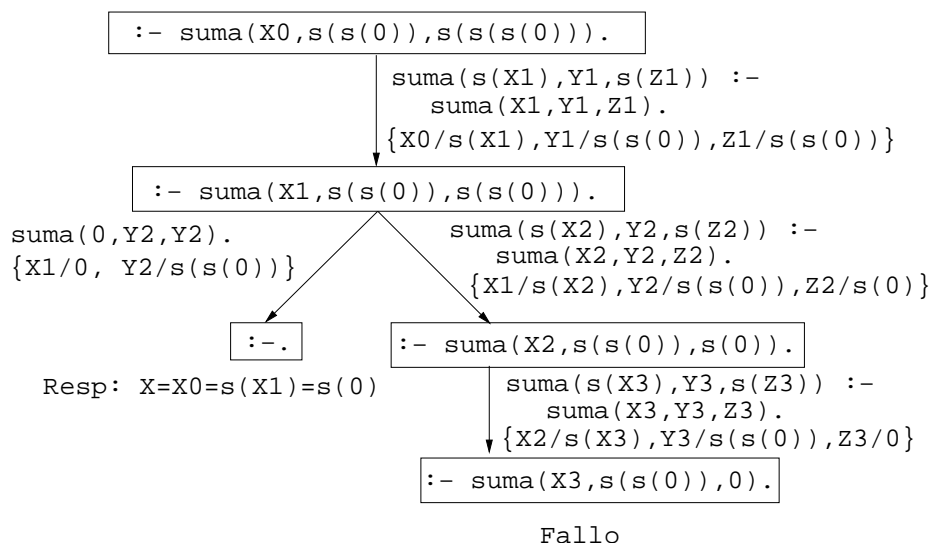 :- suma(X0,s(s(0)),s(s(s(0))).
suma(s(X1),Y1,s(Z1)) :-
suma(X1,Y1,Z1).
{X0/s(X1),Y1/s(s(0)),Z1/s(s(0))}
:- suma(X1,s(s(0)),s(s(0))).
suma(0,Y2,Y2).
{X1/0, Y2/s(s(0))}
suma(s(X2),Y2,s(Z2)) :-
suma(X2,Y2,Z2).
{X1/s(X2),Y2/s(s(0)),Z2/s(0)}
:-.
Resp: X=X0=s(X1)=s(0)
:- suma(X2,s(s(0)),s(0)).
suma(s(X3),Y3,s(Z3)) :-
suma(X3,Y3,Z3).
{X2/s(X3),Y3/s(s(0)),Z3/0}
:- suma(X3,s(s(0)),0).
Fallo